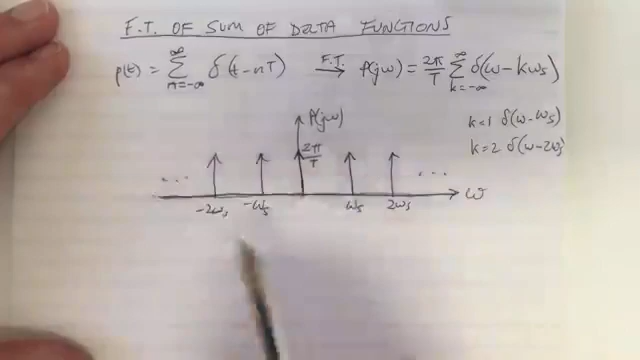 F.T. OF SUM OF DELTA FUNCTIONS
p(t) = ∑_{n=-∞}^{∞} δ(t-nT) F.T. → P(jω) = 2π/T ∑_{k=-∞}^{∞} δ(ω-kωs)
P(jω)
k=1 δ(ω-ωs)
2π/T
k=2 δ(ω-2ωs)
... ...
-2ωs -ωs ωs 2ωs ω